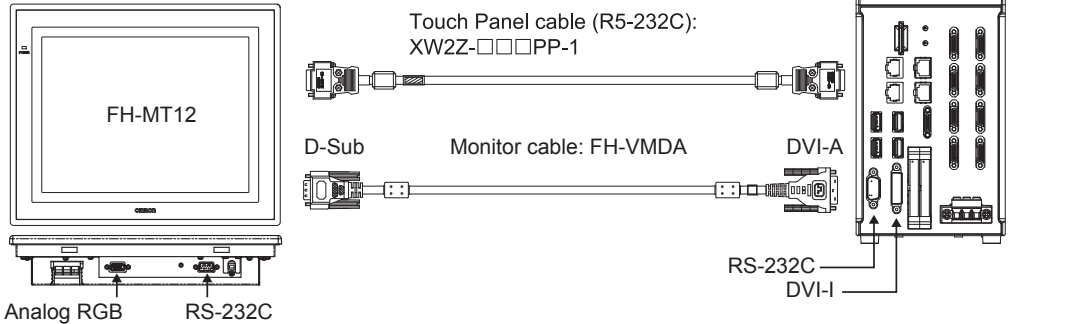 Touch Panel cable (R5-232C):
XW2Z-□□□PP-1
FH-MT12
D-Sub
Monitor cable: FH-VMDA
DVI-A
OMRON
RS-232C
DVI-I
Analog RGB
RS-232C